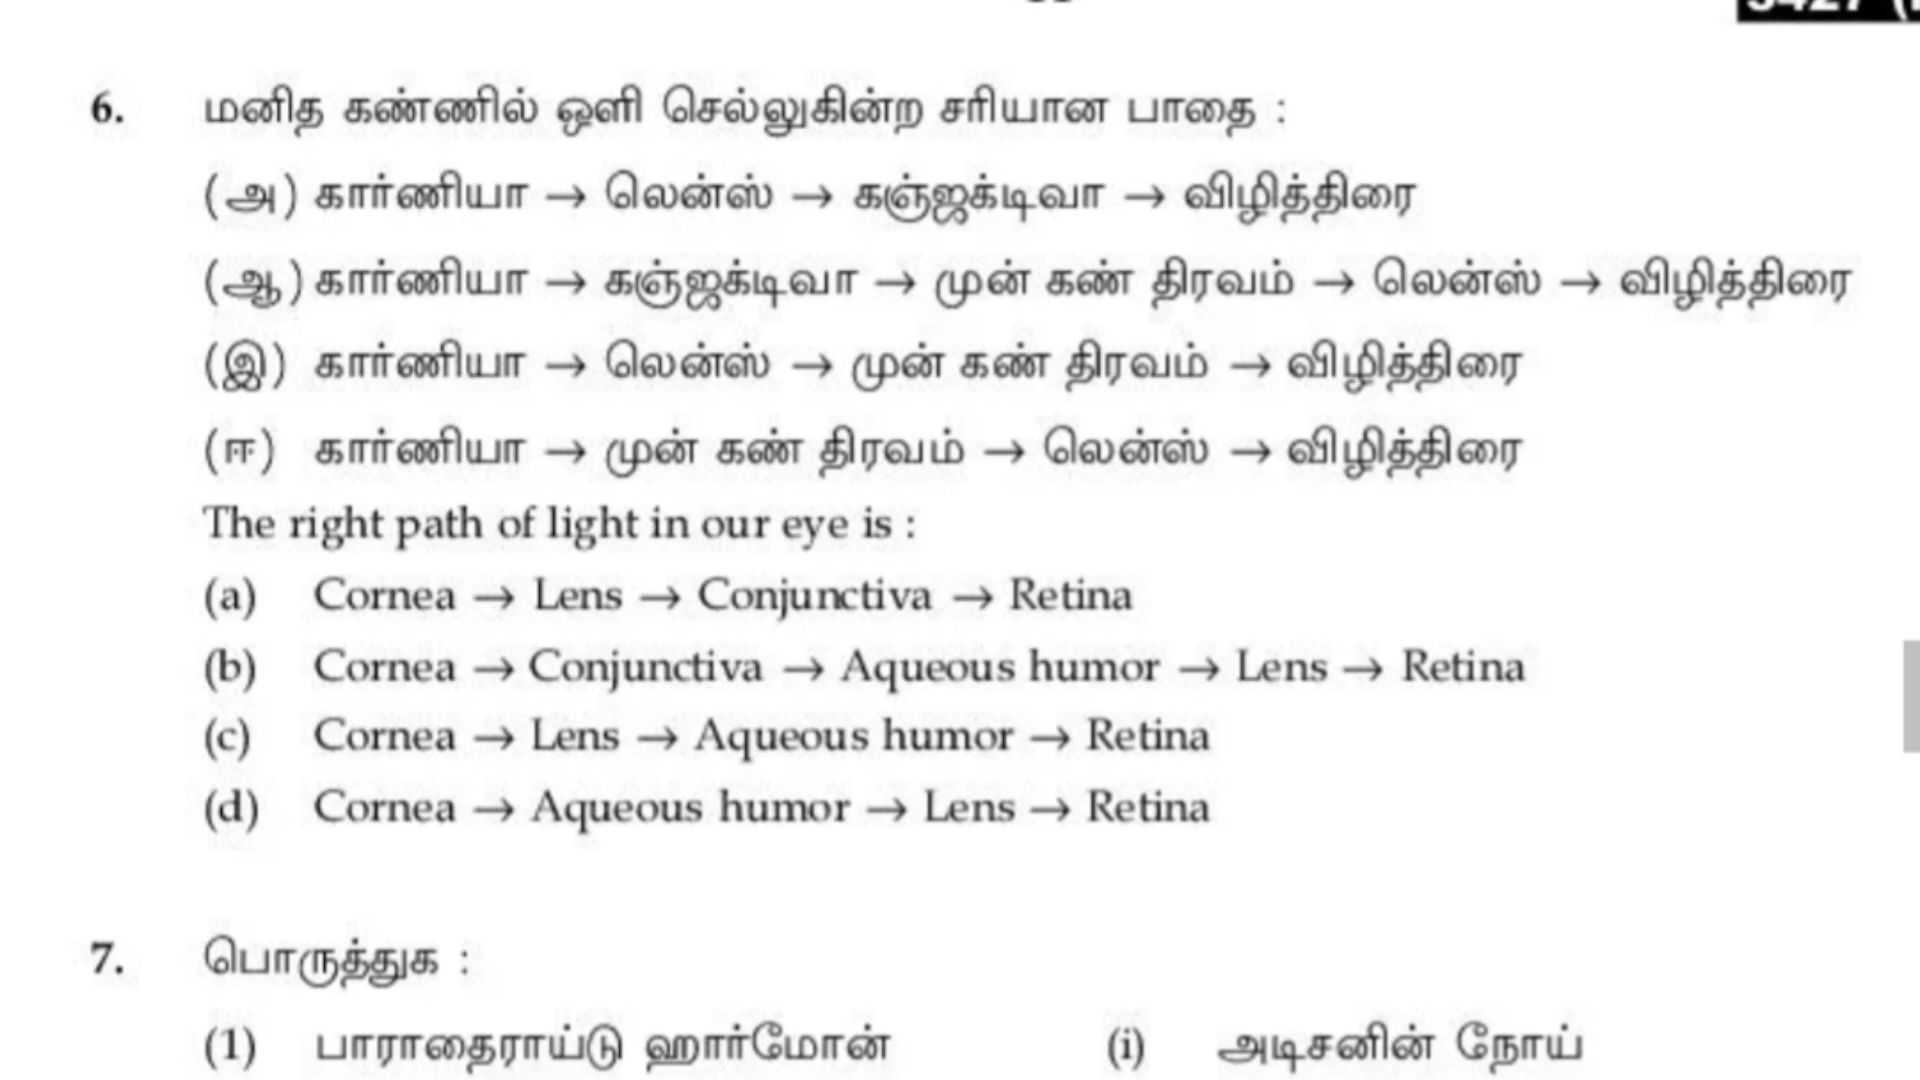 6. மனித கண்ணில் ஒளி செல்லுகின்ற சரியான பாதை :
(அ) கார்ணியா → லென்ஸ் → கஞ்ஜக்டிவா → விழித்திரை
(ஆ) கார்ணியா → கஞ்ஜக்டிவா → முன் கண் திரவம் → லென்ஸ் → விழித்திரை
(இ) கார்ணியா → லென்ஸ் → முன் கண் திரவம் → விழித்திரை
(ஈ) கார்ணியா → முன் கண் திரவம் → லென்ஸ் → விழித்திரை
The right path of light in our eye is :
(a) Cornea → Lens → Conjunctiva → Retina
(b) Cornea → Conjunctiva → Aqueous humor → Lens → Retina
(c) Cornea → Lens → Aqueous humor → Retina
(d) Cornea → Aqueous humor → Lens → Retina
7. பொருத்துக :
(1) பாராதைராய்டு ஹார்மோன் (i) அடிசனின் நோய்